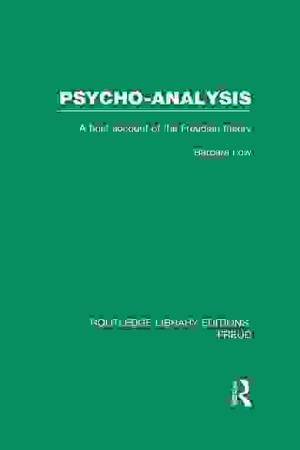 PSYCHO-ANALYSIS
A brief account of the Freudian theory
Barbara Low
ROUTLEDGE LIBRARY EDITIONS:
FREUD
R